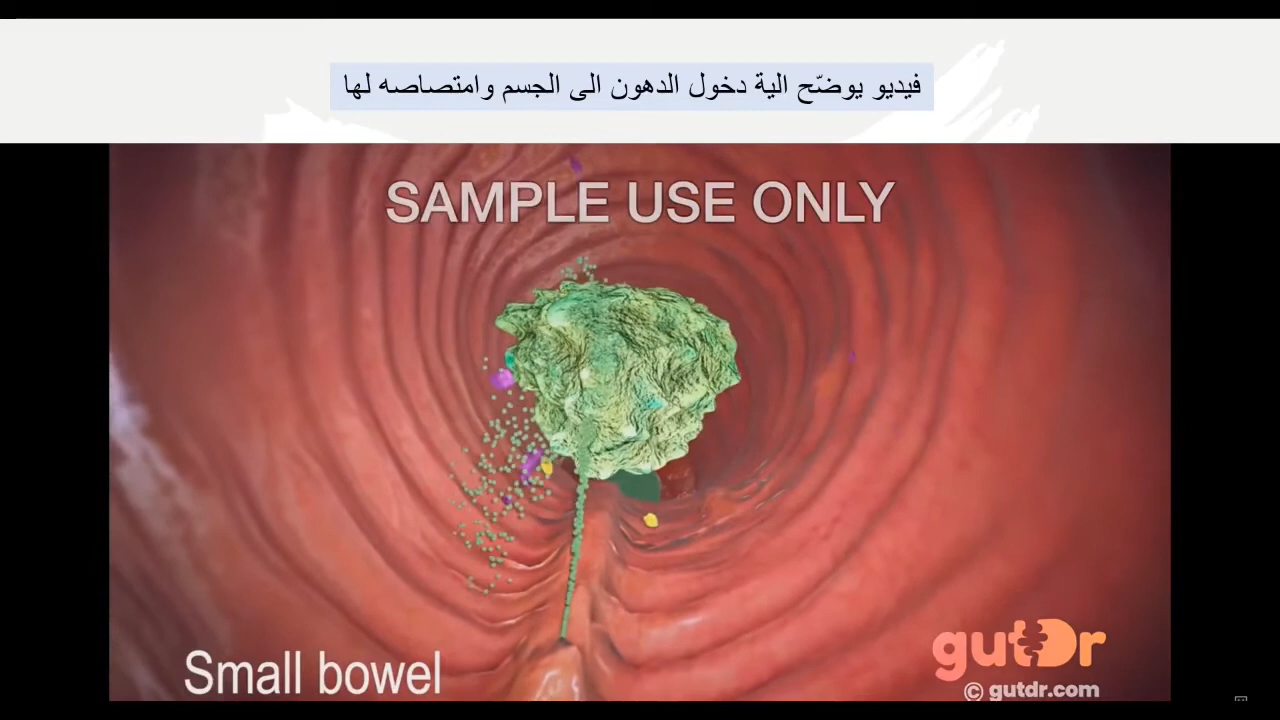 فيديو يوضّح الية دخول الدهون الى الجسم وامتصاصه لها
SAMPLE USE ONLY
Small bowel
gutDr
© gutdr.com